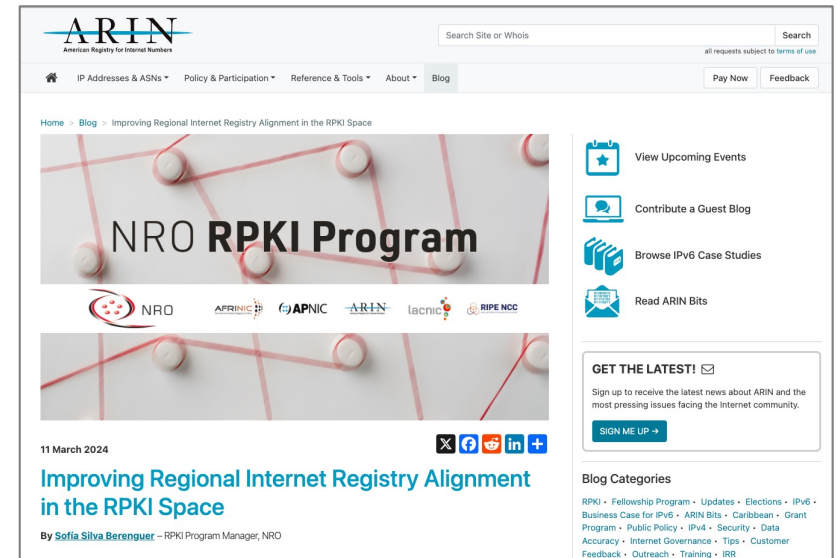 ARIN
American Registry for Internet Numbers
Search Site or Whois
Search
all requests subject to terms of use
IP Addresses & ASNs
Policy & Participation
Reference & Tools
About
Blog
Pay Now
Feedback
Home > Blog > Improving Regional Internet Registry Alignment in the RPKI Space
NRO RPKI Program
NRO
AFRINIC
APNIC
ARIN
lacnic
RIPE NCC
11 March 2024
Improving Regional Internet Registry Alignment
in the RPKI Space
By Sofía Silva Berenguer – RPKI Program Manager, NRO
View Upcoming Events
Contribute a Guest Blog
Browse IPv6 Case Studies
Read ARIN Bits
GET THE LATEST!
Sign up to receive the latest news about ARIN and the
most pressing issues facing the Internet community.
SIGN ME UP →
Blog Categories
RPKI • Fellowship Program • Updates • Elections • IPv6 •
Business Case for IPv6 • ARIN Bits • Caribbean • Grant
Program • Public Policy • IPv4 • Security • Data
Accuracy • Internet Governance • Tips • Customer
Feedback • Outreach • Training • IRR